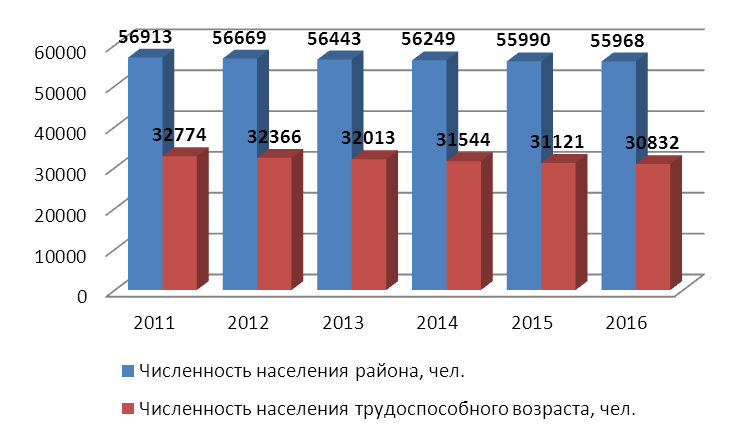 56913 56669 56443 56249 55990 55968
60000
50000
40000
32774 32366 32013 31544 31121 30832
30000
20000
10000
0
2011 2012 2013 2014 2015 2016
Численность населения района, чел.
Численность населения трудоспособного возраста, чел.